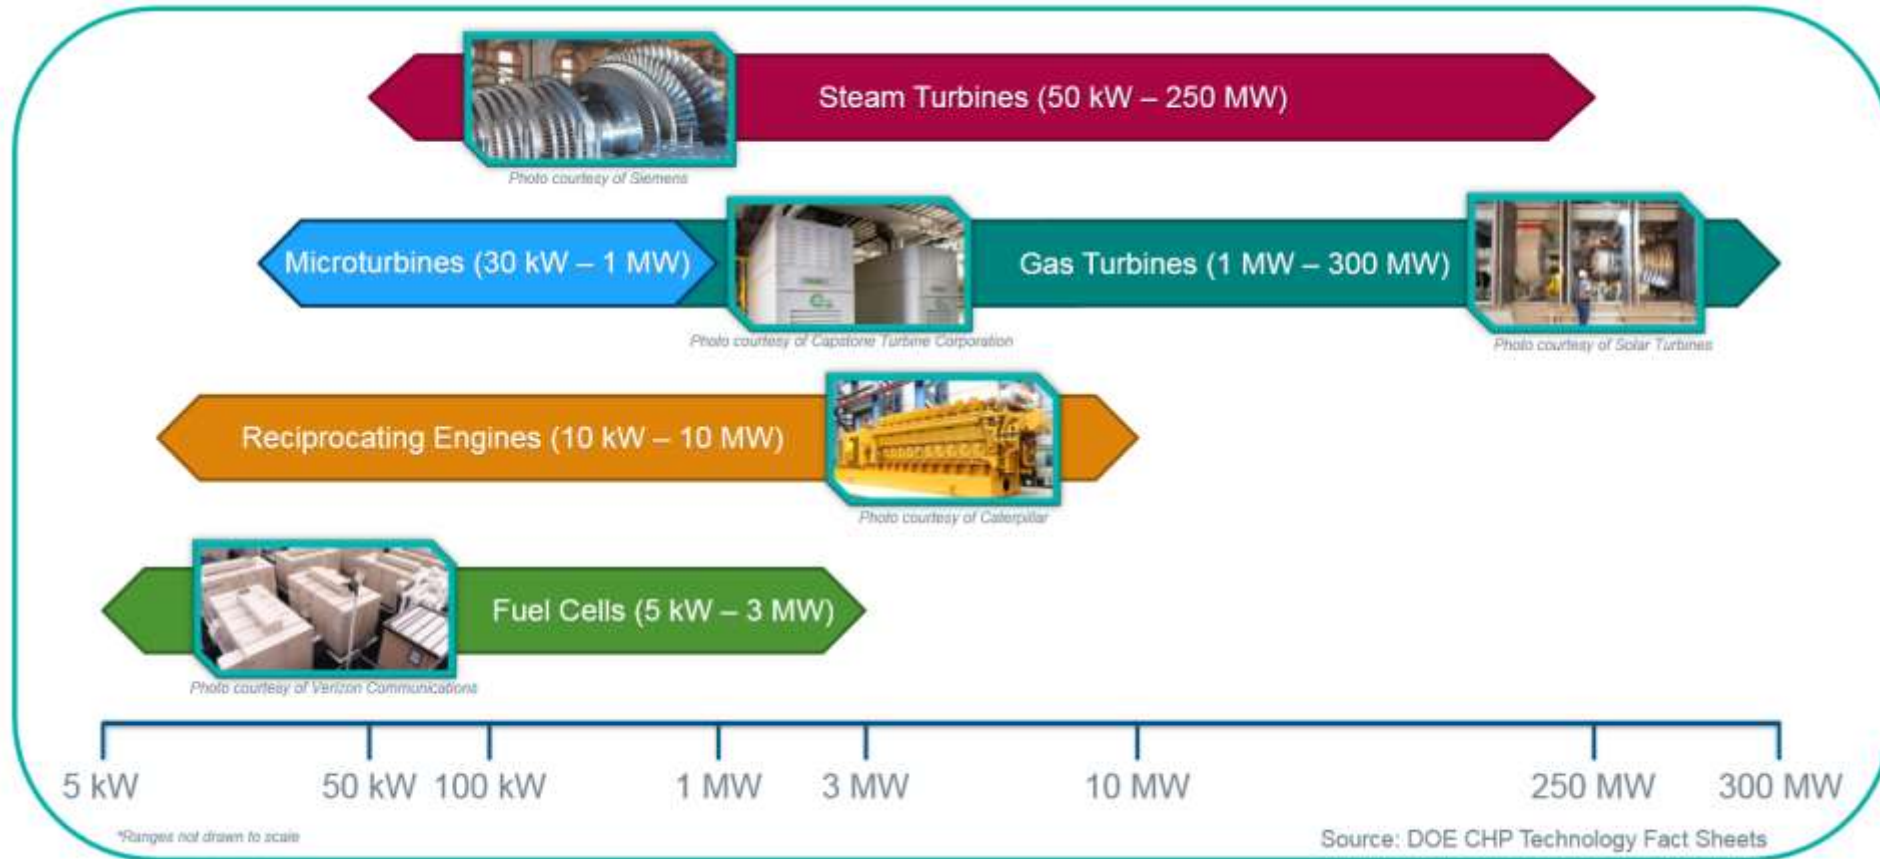 Steam Turbines (50 kW – 250 MW)
Photo courtesy of Siemens
Microturbines (30 kW – 1 MW)
Gas Turbines (1 MW – 300 MW)
Photo courtesy of Capstone Turbine Corporation
Photo courtesy of Solar Turbines
Reciprocating Engines (10 kW – 10 MW)
Photo courtesy of Caterpillar
Fuel Cells (5 kW – 3 MW)
Photo courtesy of Verizon Communications
5 kW 50 kW 100 kW 1 MW 3 MW 10 MW 250 MW 300 MW
*Ranges not drawn to scale
Source: DOE CHP Technology Fact Sheets